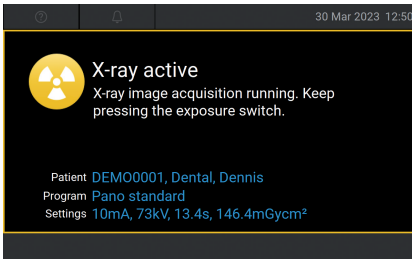 30 Mar 2023 12:50
X-ray active
X-ray image acquisition running. Keep
pressing the exposure switch.
Patient DEMO0001, Dental, Dennis
Program Pano standard
Settings 10mA, 73kV, 13.4s, 146.4mGycm²